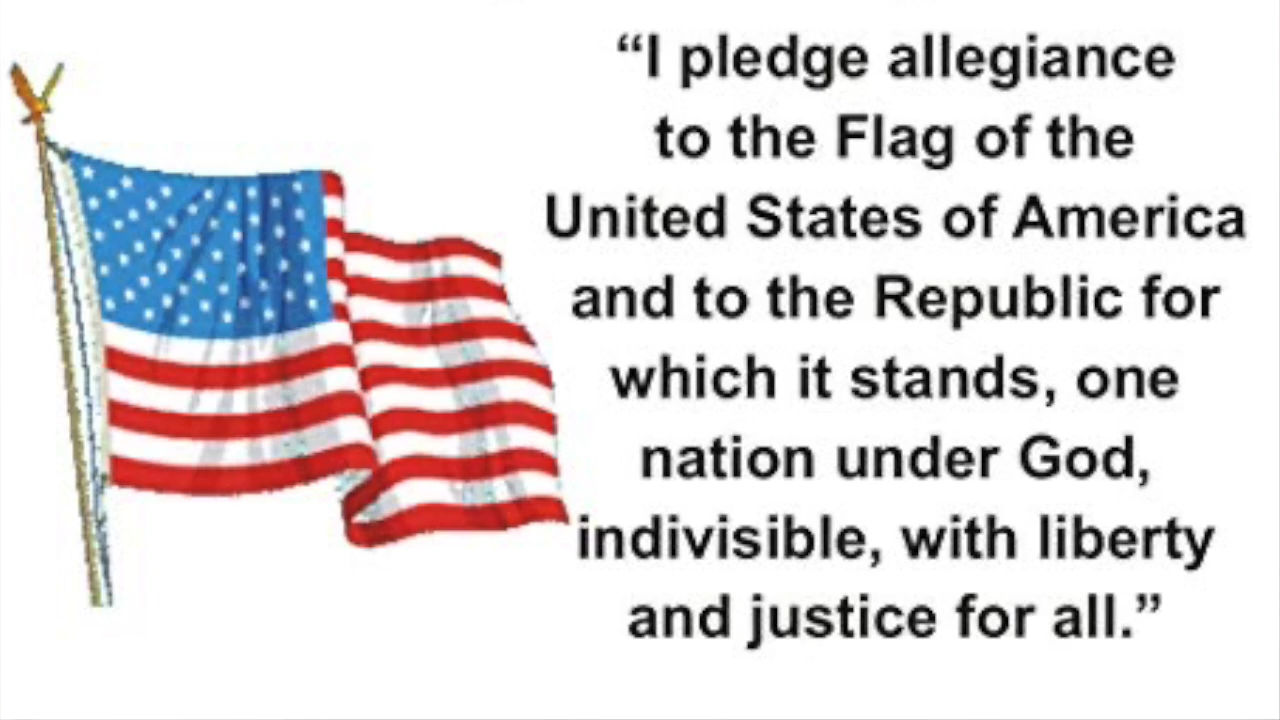 “I pledge allegiance
to the Flag of the
United States of America
and to the Republic for
which it stands, one
nation under God,
indivisible, with liberty
and justice for all.”